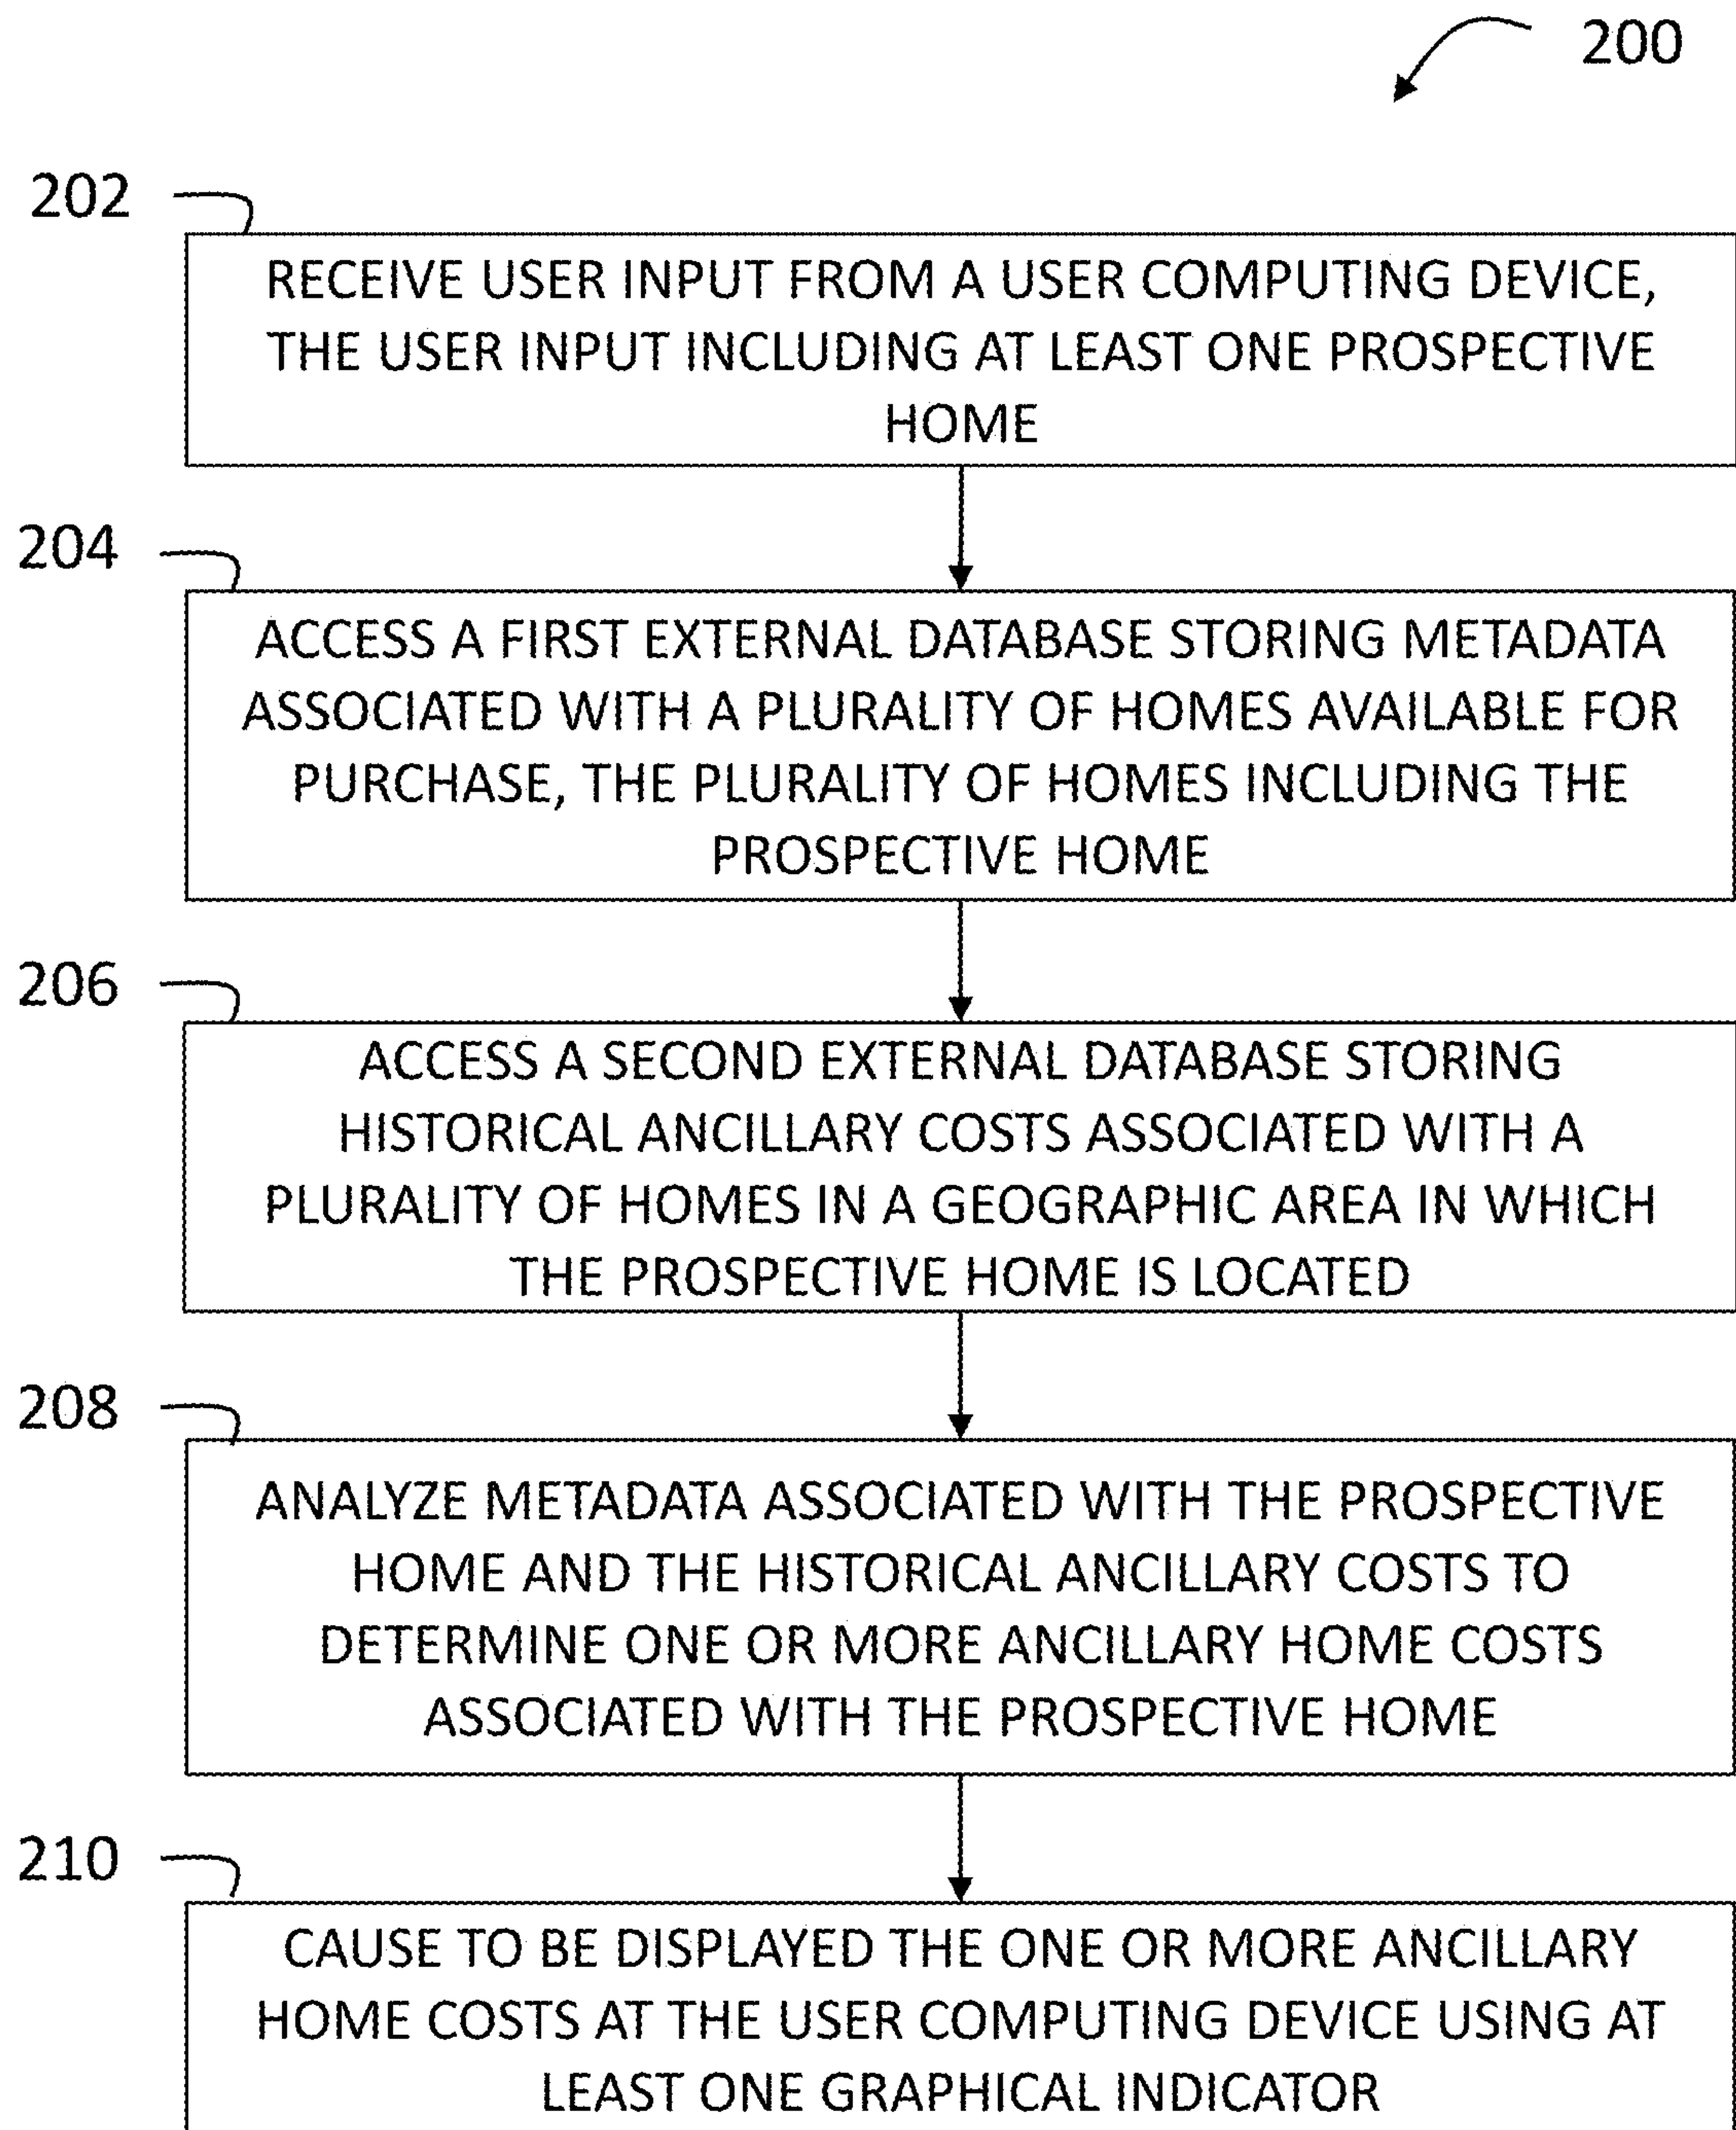 200
202
RECEIVE USER INPUT FROM A USER COMPUTING DEVICE,
THE USER INPUT INCLUDING AT LEAST ONE PROSPECTIVE
HOME
204
ACCESS A FIRST EXTERNAL DATABASE STORING METADATA
ASSOCIATED WITH A PLURALITY OF HOMES AVAILABLE FOR
PURCHASE, THE PLURALITY OF HOMES INCLUDING THE
PROSPECTIVE HOME
206
ACCESS A SECOND EXTERNAL DATABASE STORING
HISTORICAL ANCILLARY COSTS ASSOCIATED WITH A
PLURALITY OF HOMES IN A GEOGRAPHIC AREA IN WHICH
THE PROSPECTIVE HOME IS LOCATED
208
ANALYZE METADATA ASSOCIATED WITH THE PROSPECTIVE
HOME AND THE HISTORICAL ANCILLARY COSTS TO
DETERMINE ONE OR MORE ANCILLARY HOME COSTS
ASSOCIATED WITH THE PROSPECTIVE HOME
210
CAUSE TO BE DISPLAYED THE ONE OR MORE ANCILLARY
HOME COSTS AT THE USER COMPUTING DEVICE USING AT
LEAST ONE GRAPHICAL INDICATOR